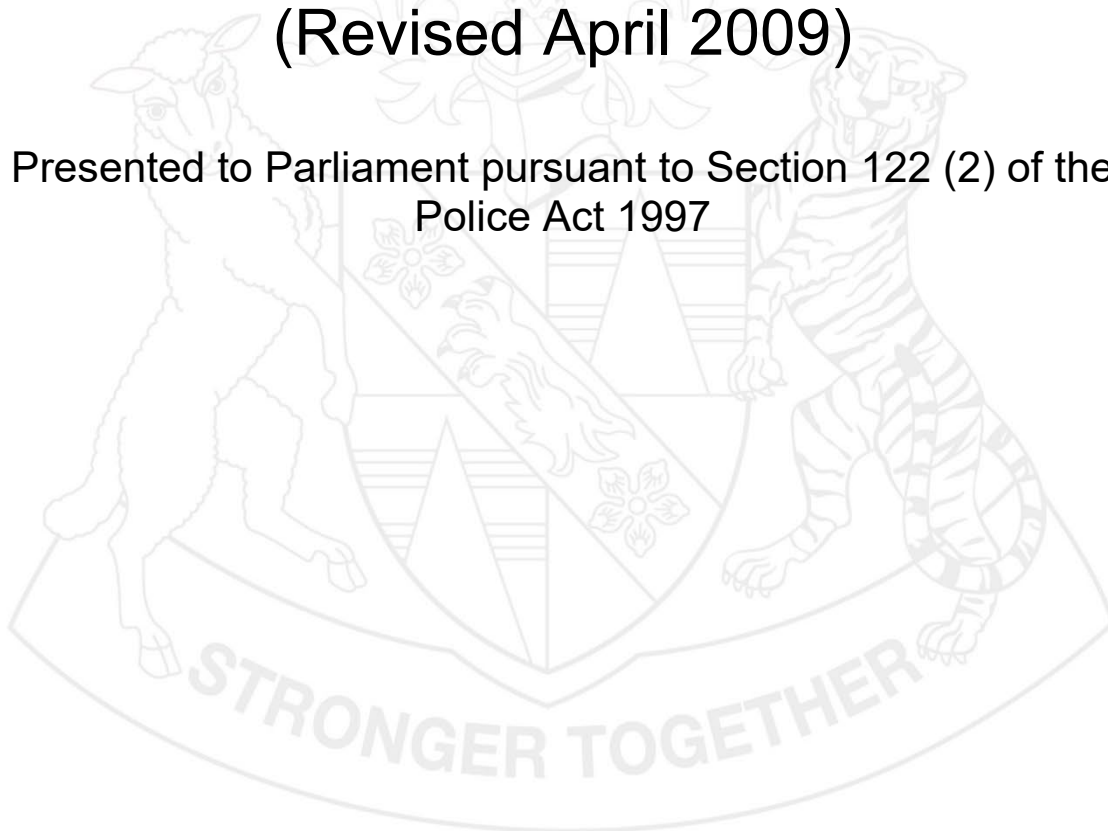 (Revised April 2009)
Presented to Parliament pursuant to Section 122 (2) of the
Police Act 1997
STRONGER TOGETHER